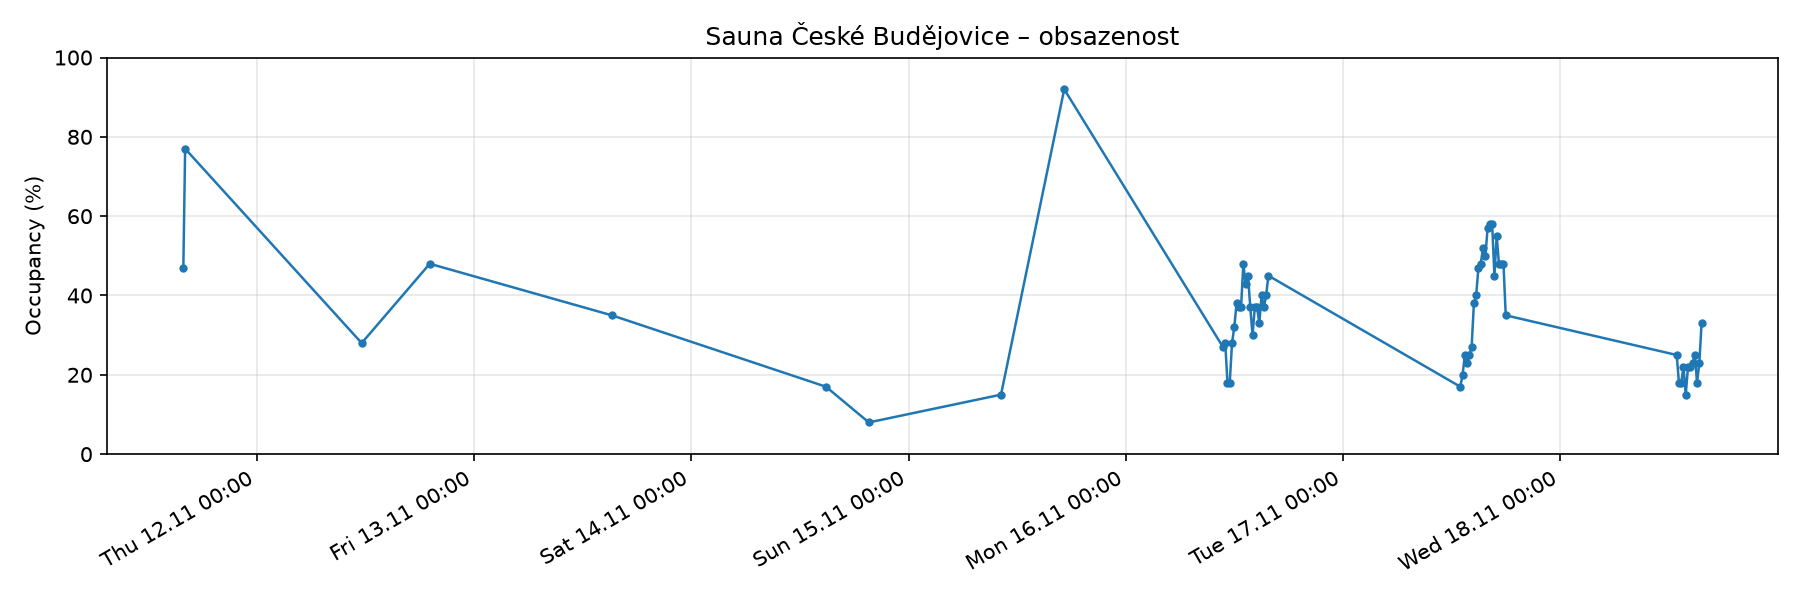 Sauna České Budějovice – obsazenost
Occupancy (%)
100
80
60
40
20
0
Thu 12.11 00:00
Fri 13.11 00:00
Sat 14.11 00:00
Sun 15.11 00:00
Mon 16.11 00:00
Tue 17.11 00:00
Wed 18.11 00:00